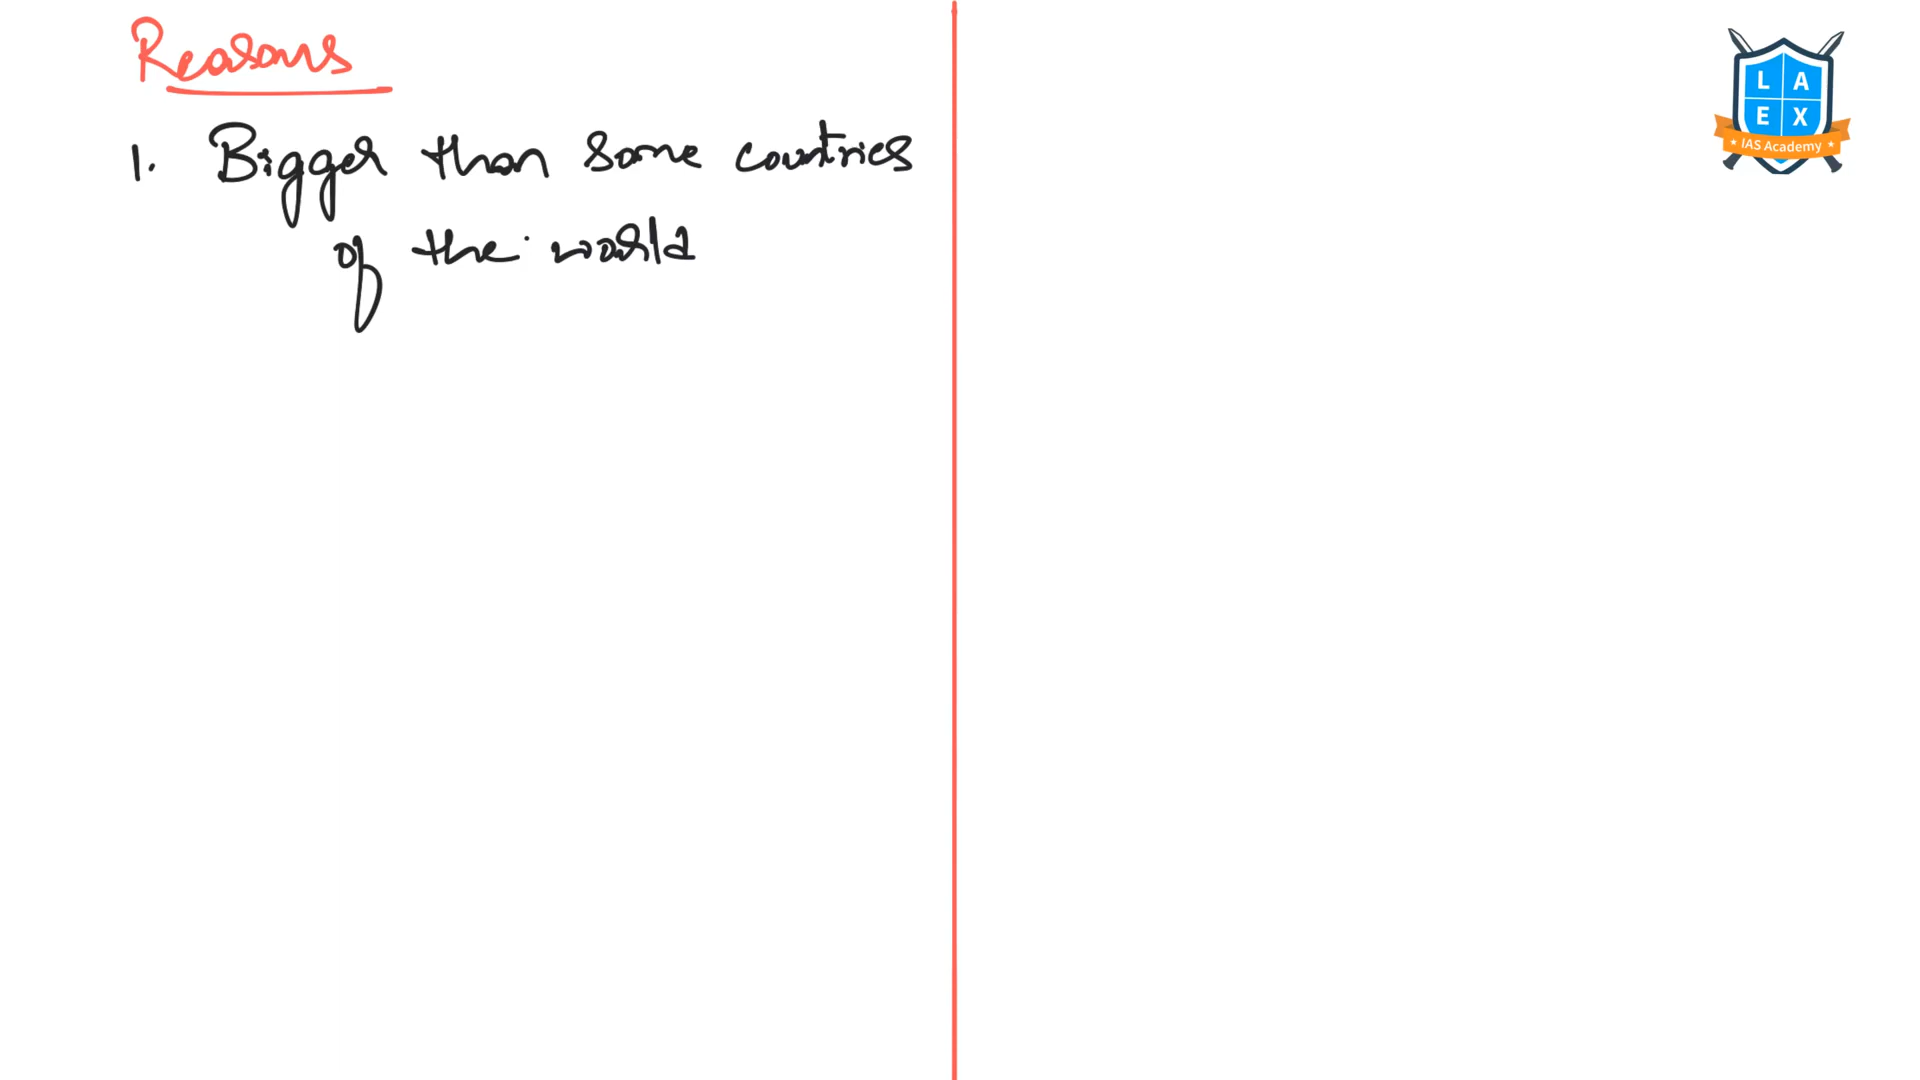 Reasons
1. Bigger than some countries
of the world
L A
E X
IAS Academy